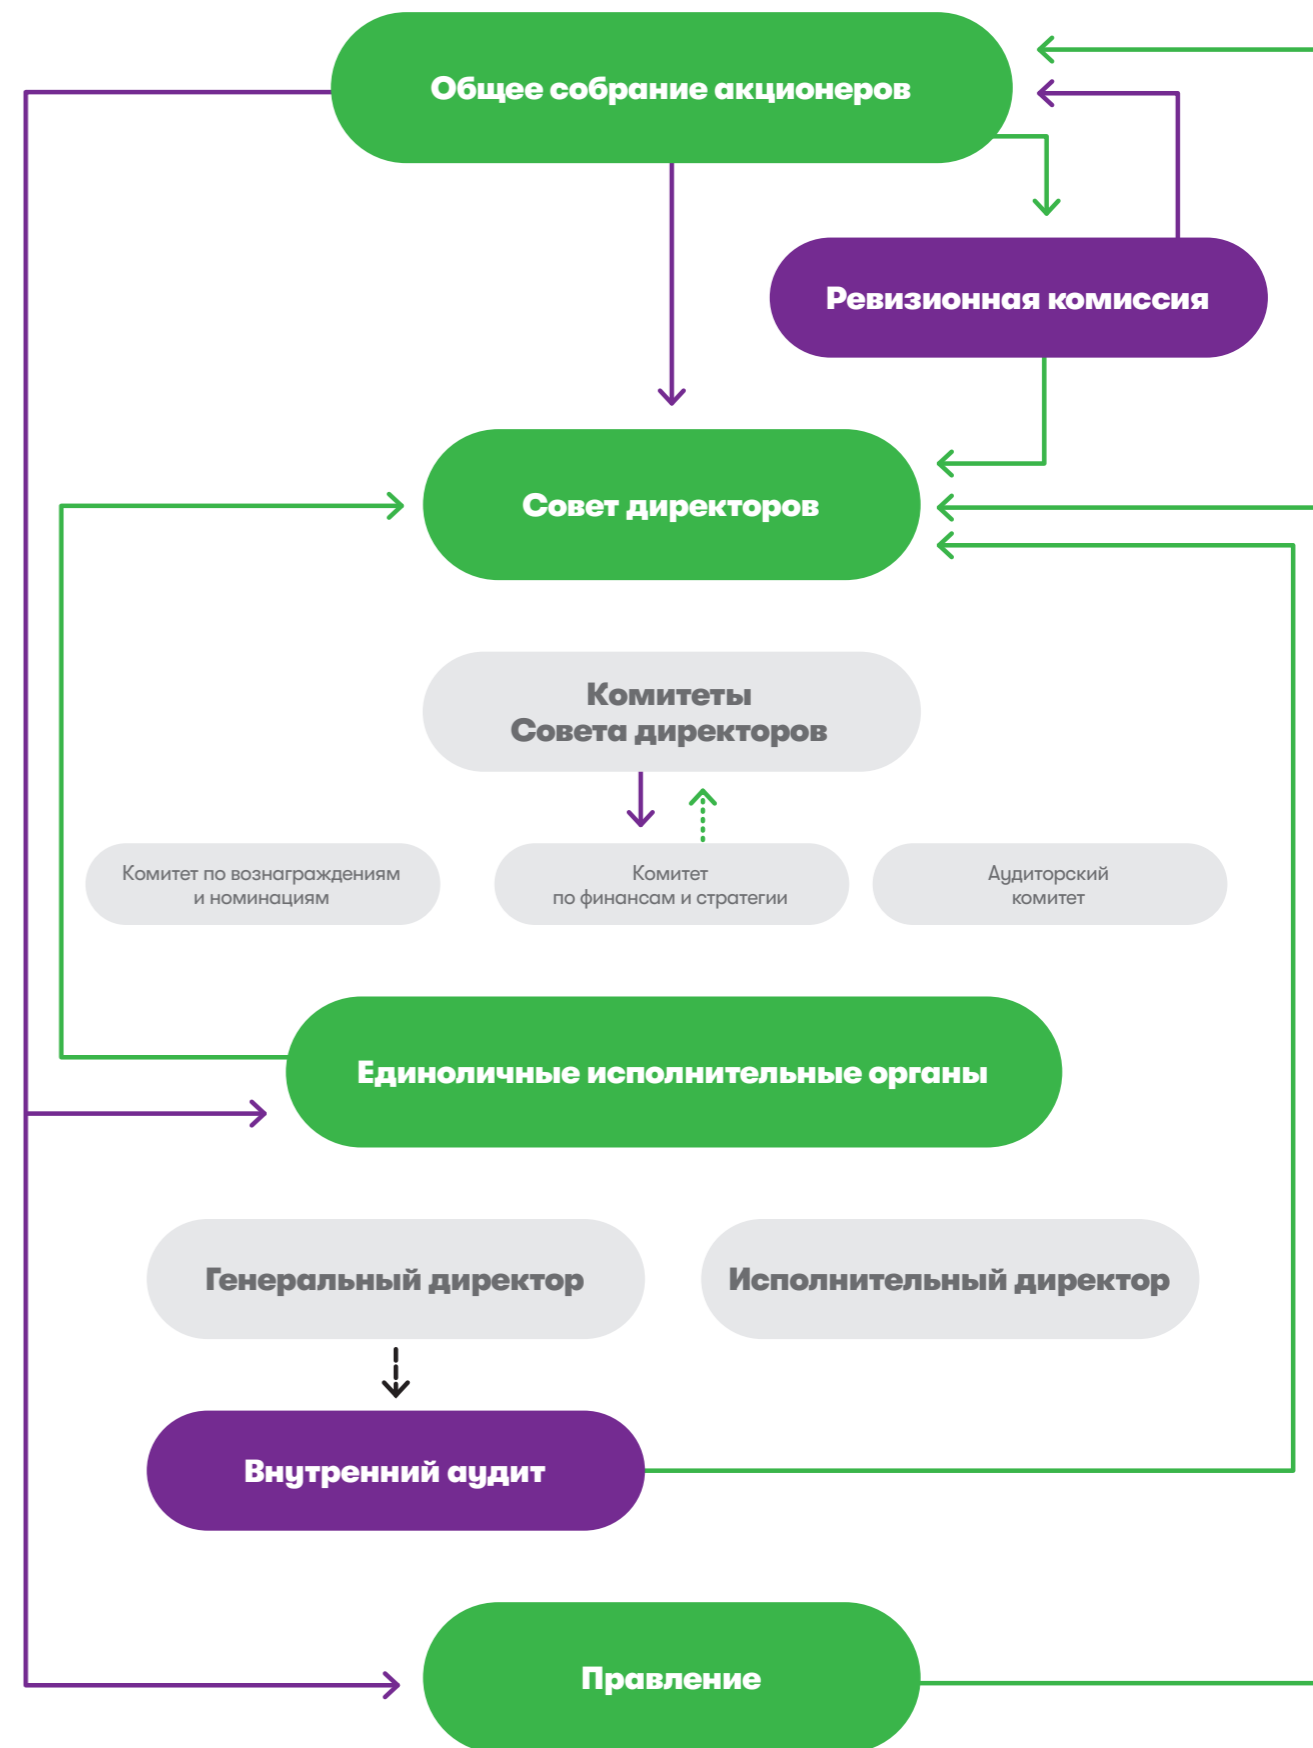 Общее собрание акционеров
Ревизионная комиссия
Совет директоров
Комитеты
Совета директоров
Комитет по вознаграждениям
и номинациям
Комитет
по финансам и стратегии
Аудиторский
комитет
Единоличные исполнительные органы
Генеральный директор
Исполнительный директор
Внутренний аудит
Правление